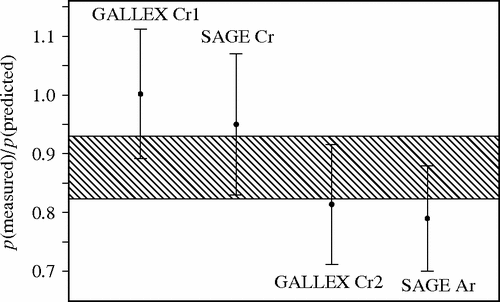 GALLEX Cr1
SAGE Cr
1.1
1.0
0.9
0.8
0.7
p(measured)/p(predicted)
GALLEX Cr2
SAGE Ar